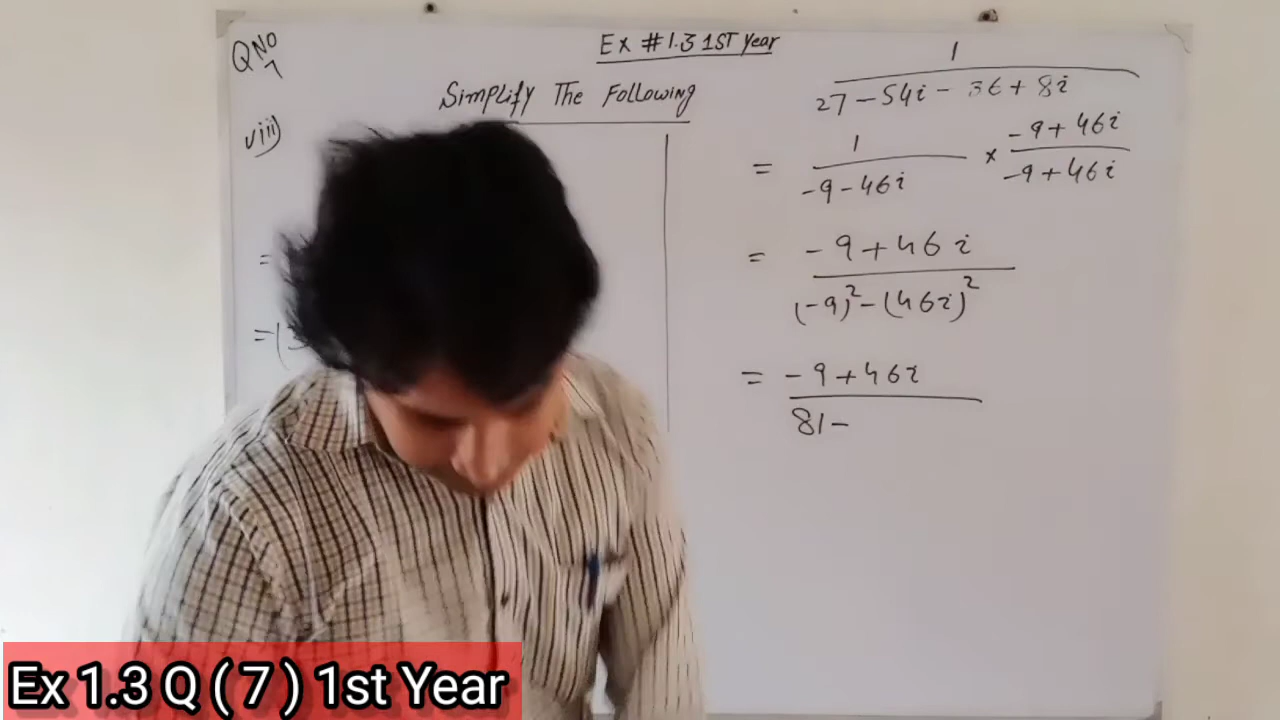 Q NO
7
Ex # 1.3 1ST Year
Simplify The Following
viii)
=
= (3
1
27 - 54i - 36 + 8i
= 1 × -9 + 46i
-9 - 46i -9 + 46i
= -9 + 46i
(-9)² - (46i)²
= -9 + 46i
81 -
Ex 1.3 Q ( 7 ) 1st Year